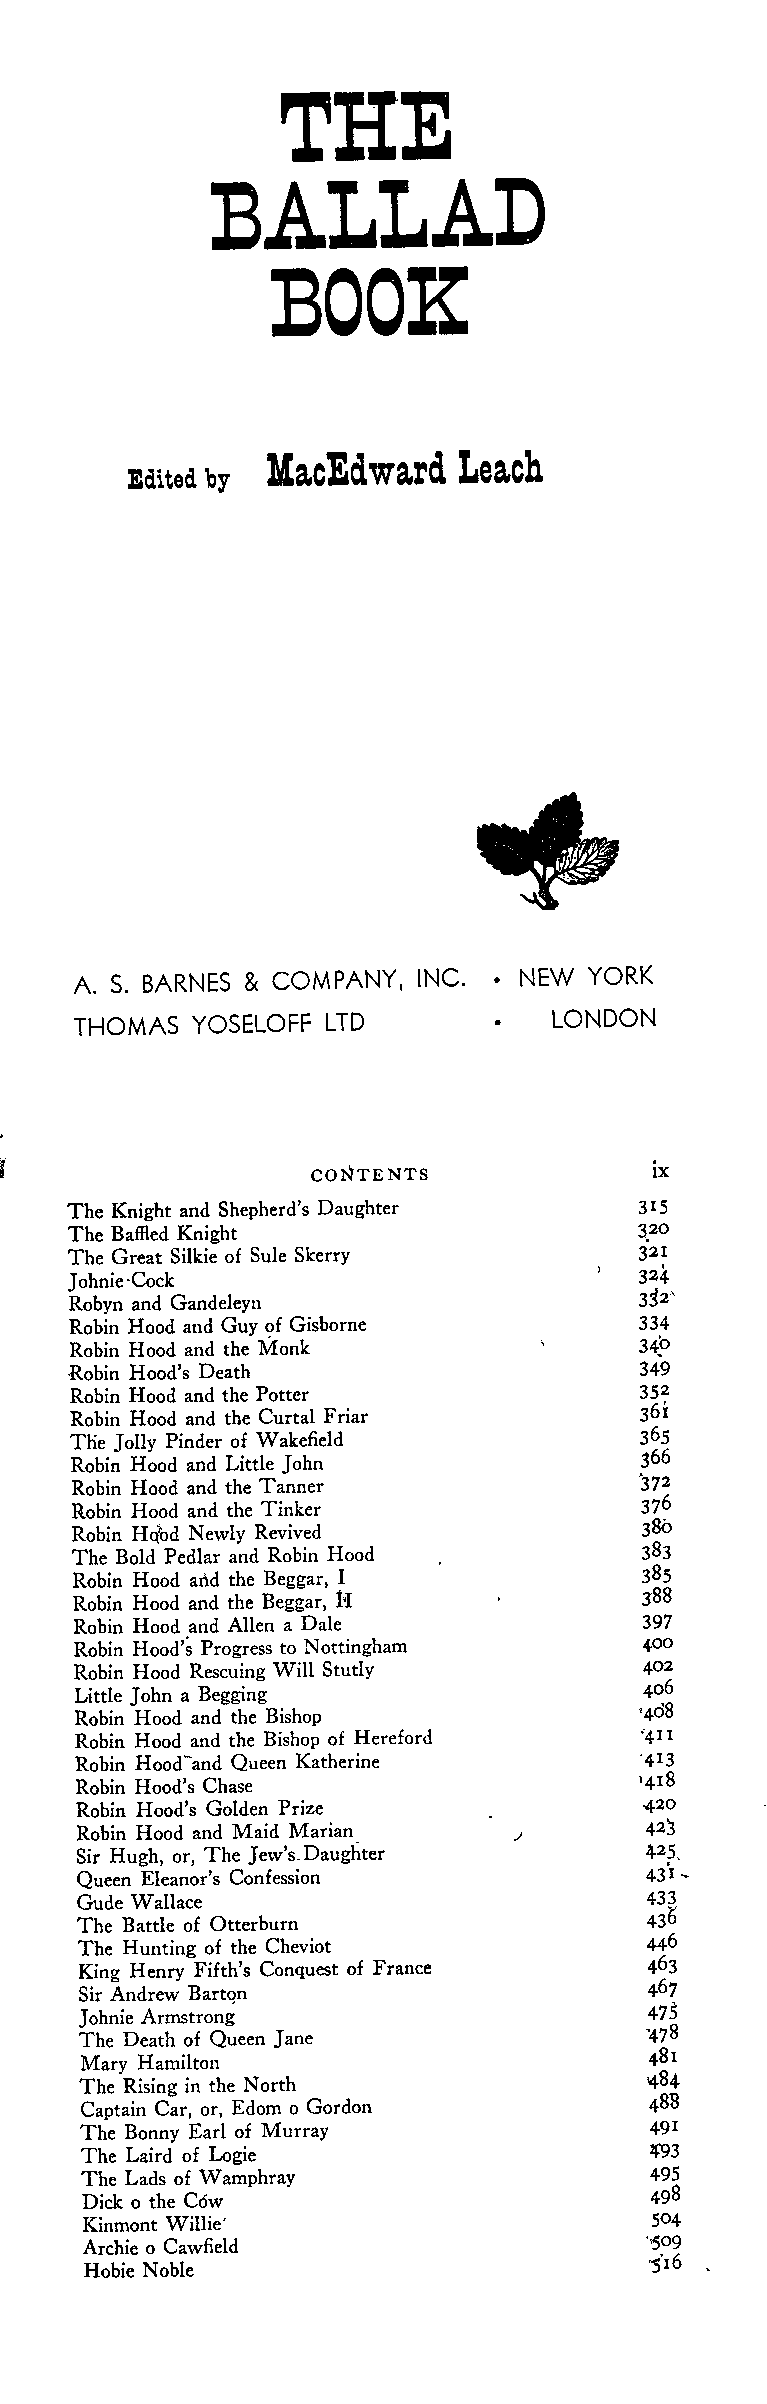 THE
BALLAD
BOOK
Edited by MacEdward Leach
A. S. BARNES & COMPANY, INC. • NEW YORK
THOMAS YOSELOFF LTD • LONDON
CONTENTS ix
The Knight and Shepherd's Daughter 315
The Baffled Knight 320
The Great Silkie of Sule Skerry 321
Johnie Cock 324
Robyn and Gandeleyn 332
Robin Hood and Guy of Gisborne 334
Robin Hood and the Monk 340
Robin Hood's Death 349
Robin Hood and the Potter 352
Robin Hood and the Curtal Friar 361
The Jolly Pinder of Wakefield 365
Robin Hood and Little John 366
Robin Hood and the Tanner 372
Robin Hood and the Tinker 376
Robin Hood Newly Revived 380
The Bold Pedlar and Robin Hood 383
Robin Hood and the Beggar, I 385
Robin Hood and the Beggar, II 388
Robin Hood and Allen a Dale 397
Robin Hood's Progress to Nottingham 400
Robin Hood Rescuing Will Stutly 402
Little John a Begging 406
Robin Hood and the Bishop 408
Robin Hood and the Bishop of Hereford 411
Robin Hood and Queen Katherine 413
Robin Hood's Chase 418
Robin Hood's Golden Prize 420
Robin Hood and Maid Marian 423
Sir Hugh, or, The Jew's Daughter 425
Queen Eleanor's Confession 431
Gude Wallace 433
The Battle of Otterburn 436
The Hunting of the Cheviot 446
King Henry Fifth's Conquest of France 463
Sir Andrew Barton 467
Johnie Armstrong 475
The Death of Queen Jane 478
Mary Hamilton 481
The Rising in the North 484
Captain Car, or, Edom o Gordon 488
The Bonny Earl of Murray 491
The Laird of Logie 493
The Lads of Wamphray 495
Dick o the Cow 498
Kinmont Willie 504
Archie o Cawfield 509
Hobie Noble 516